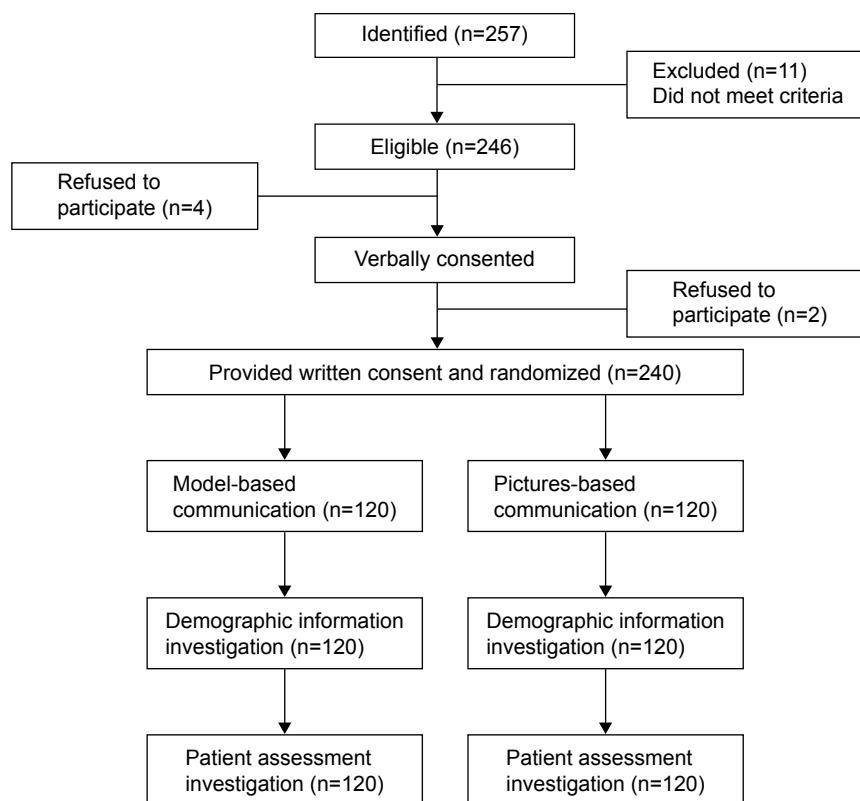 Identified (n=257)
Excluded (n=11)
Did not meet criteria
Eligible (n=246)
Refused to
participate (n=4)
Verbally consented
Refused to
participate (n=2)
Provided written consent and randomized (n=240)
Model-based
communication (n=120)
Pictures-based
communication (n=120)
Demographic information
investigation (n=120)
Demographic information
investigation (n=120)
Patient assessment
investigation (n=120)
Patient assessment
investigation (n=120)